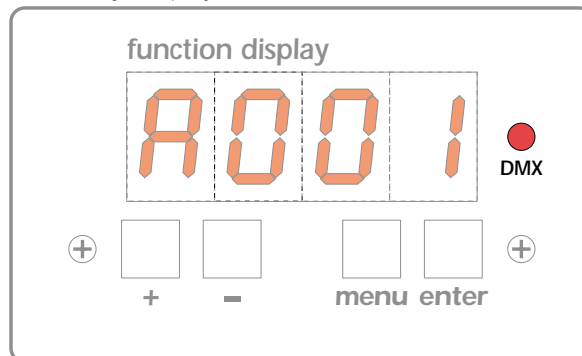 function display
A001
DMX
+ - menu enter